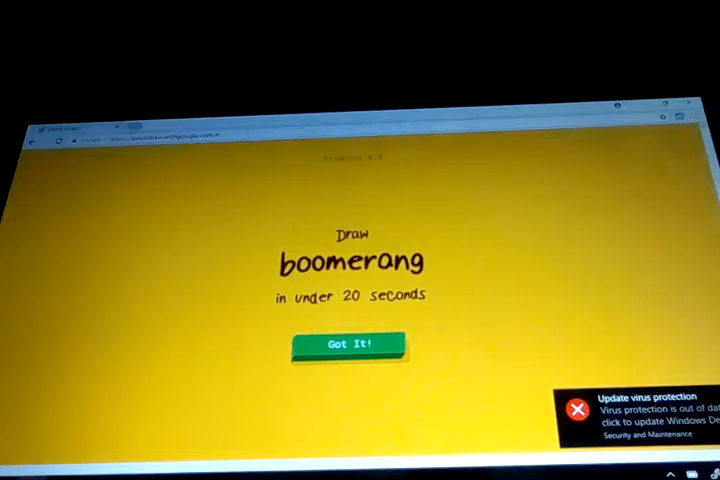 Draw
boomerang
in under 20 seconds
Got It!
Update virus protection
Virus protection is out of dat
click to update Windows De
Security and Maintenance